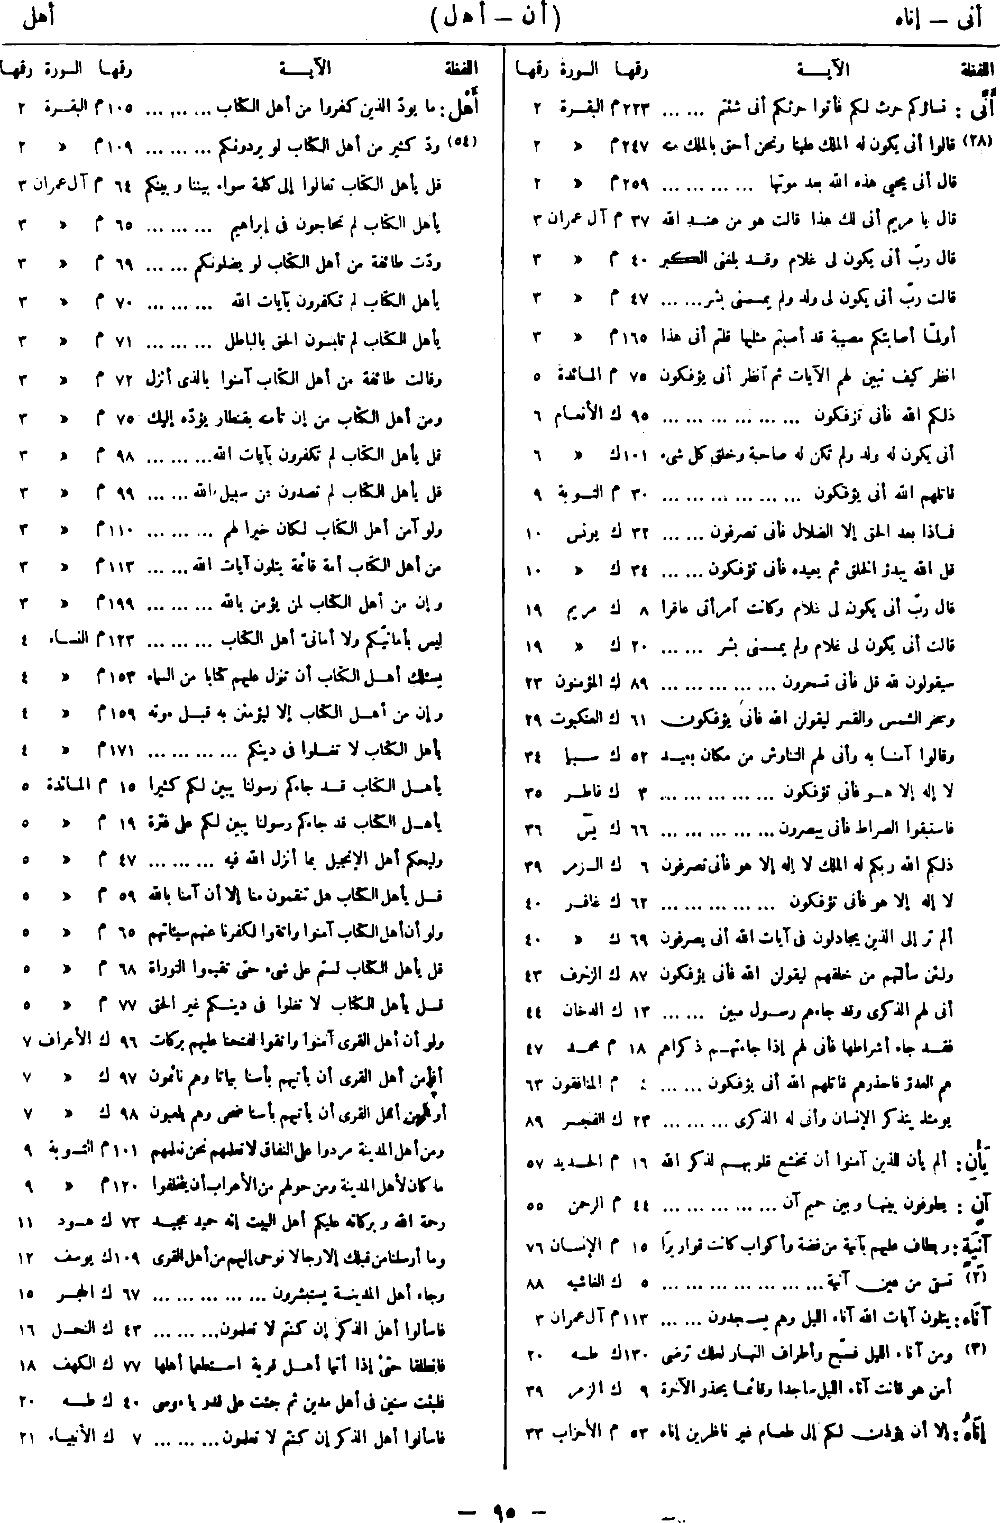 أنى – إناه
(أن – أهل)
أهل
اللفظة الآيــة رقمها السورة رقمها
أَنَّى : نساؤكم حرث لكم فأتوا حرثكم أنى شئتم ... ... ٢٢٣ م البقرة ٢
(٢٨) قالوا أنى يكون له الملك علينا ونحن أحق بالملك منه ٢٤٧ م « ٢
قال أنى يحيي هذه الله بعد موتها ... ... ... ... ٢٥٩ م « ٢
قال يا مريم أنى لك هذا قالت هو من عند الله ٣٧ م آل عمران ٣
قال ربّ أنى يكون لى غلام وقد بلغنى الكبر ٤٠ م « ٣
قالت ربّ أنى يكون لى ولد ولم يمسسنى بشر ... ... ٤٧ م « ٣
أولمّا أصابتكم مصيبة قد أصبتم مثليها قلتم أنى هذا ١٦٥ م « ٣
انظر كيف نبين لهم الآيات ثم آنظر أنى يؤفكون ٧٥ م المائدة ٥
ذلكم الله فأنى تؤفكون ... ... ... ... ... ... ٩٥ ك الأنعام ٦
أنى يكون له ولد ولم تكن له صاحبة وخلق كل شىء ١٠١ ك « ٦
قاتلهم الله أنى يؤفكون ... ... ... ... ... ... ٣٠ م التوبة ٩
فماذا بعد الحق إلا الضلال فأنى تصرفون ... ... ٣٢ ك يونس ١٠
قل الله يبدؤ الخلق ثم يعيده فأنى تؤفكون ... ... ٣٤ ك « ١٠
قال ربّ أنى يكون لى غلام وكانت آمرأتى عاقرا ٨ ك مريم ١٩
قالت أنى يكون لى غلام ولم يمسسنى بشر ... ... ٢٠ ك « ١٩
سيقولون لله قل فأنى تسحرون ... ... ... ... ... ٨٩ ك المؤمنون ٢٣
وسخر الشمس والقمر ليقولن الله فأنى يؤفكون ٦١ ك العنكبوت ٢٩
وقالوا آمنا به وأنى لهم التناوش من مكان بعيد ٥٢ ك سبإ ٣٤
لا إله إلا هو فأنى تؤفكون ... ... ... ... ... ٣ ك فاطر ٣٥
فاستبقوا الصراط فأنى يبصرون ... ... ... ... ... ٦٦ ك يسّ ٣٦
ذلكم الله ربكم له الملك لا إله إلا هو فأنى تصرفون ٦ ك الزمر ٣٩
لا إله إلا هو فأنى تؤفكون ... ... ... ... ... ٦٢ ك غافر ٤٠
ألم تر إلى الذين يجادلون فى آيات الله أنى يصرفون ٦٩ ك « ٤٠
ولئن سألتهم من خلقهم ليقولن الله فأنى يؤفكون ٨٧ ك الزخرف ٤٣
أنى لهم الذكرى وقد جاءهم رسول مبين ... ... ١٣ ك الدخان ٤٤
فقد جاء أشراطها فأنى لهم إذا جاءتهم ذكراهم ١٨ م محمد ٤٧
هم العدوّ فاحذرهم قاتلهم الله أنى يؤفكون ... ... ٤ م المنافقون ٦٣
يومئذ يتذكر الإنسان وأنى له الذكرى ... ... ... ٢٣ ك الفجر ٨٩
يَأْنِ : ألم يأن للذين آمنوا أن تخشع قلوبهم لذكر الله ١٦ م الحديد ٥٧
آنٍ : يطوفون بينها وبين حميم آن ... ... ... ... ... ٤٤ م الرحمن ٥٥
آنِيَة : ويطاف عليهم بآنية من فضة وأكواب كانت قواريرا ١٥ م الإنسان ٧٦
(٢) تسقى من عين آنية ... ... ... ... ... ... ... ٥ ك الغاشيه ٨٨
آنَاء : يتلون آيات الله آناء الليل وهم يسجدون ... ... ١١٣ م آل عمران ٣
(٣) ومن آناء الليل فسبّح وأطراف النهار لعلك ترضى ١٣٠ ك طه ٢٠
أمن هو قانت آناء الليل ساجدا وقائما يحذر الآخرة ٩ ك الزمر ٣٩
إنَاهُ : إلا أن يؤذن لكم إلى طعام غير ناظرين إناه ٥٣ م الأحزاب ٣٣
اللفظة الآيــة رقمها السورة رقمها
أَهْل : ما يودّ الذين كفروا من أهل الكتاب ... ... ... ١٠٥ م البقرة ٢
(٥٤) ودّ كثير من أهل الكتاب لو يردونكم ... ... ... ١٠٩ م « ٢
قل يأهل الكتاب تعالوا إلى كلمة سواء بيننا وبينكم ٦٤ م آل عمران ٣
يأهل الكتاب لم تحاجون فى إبراهيم ... ... ... ٦٥ م « ٣
ودّت طائفة من أهل الكتاب لو يضلونكم ... ... ٦٩ م « ٣
يأهل الكتاب لم تكفرون بآيات الله ... ... ... ٧٠ م « ٣
يأهل الكتاب لم تلبسون الحق بالباطل ... ... ... ٧١ م « ٣
وقالت طائفة من أهل الكتاب آمنوا بالذى أنزل ٧٢ م « ٣
ومن أهل الكتاب من إن تأمنه بقنطار يؤدّه إليك ٧٥ م « ٣
قل يأهل الكتاب لم تكفرون بآيات الله ... ... ... ٩٨ م « ٣
قل يأهل الكتاب لم تصدون عن سبيل الله ... ... ٩٩ م « ٣
ولو آمن أهل الكتاب لكان خيرا لهم ... ... ... ١١٠ م « ٣
من أهل الكتاب أمة قائمة يتلون آيات الله ... ... ١١٣ م « ٣
وإن من أهل الكتاب لمن يؤمن بالله ... ... ... ١٩٩ م « ٣
ليس بأمانيّكم ولا أمانىّ أهل الكتاب ... ... ... ١٢٣ م النساء ٤
يسئلك أهل الكتاب أن تنزل عليهم كتابا من السماء ١٥٣ م « ٤
وإن من أهل الكتاب إلا ليؤمنن به قبل موته ١٥٩ م « ٤
يأهل الكتاب لا تغلوا فى دينكم ... ... ... ... ١٧١ م « ٤
يأهل الكتاب قد جاءكم رسولنا يبين لكم كثيرا ١٥ م المائدة ٥
يأهل الكتاب قد جاءكم رسولنا يبين لكم على فترة ١٩ م « ٥
وليحكم أهل الإنجيل بما أنزل الله فيه ... ... ... ٤٧ م « ٥
قل يأهل الكتاب هل تنقمون منا إلا أن آمنا بالله ٥٩ م « ٥
ولو أن أهل الكتاب آمنوا واتقوا لكفرنا عنهم سيئاتهم ٦٥ م « ٥
قل يأهل الكتاب لستم على شىء حتى تقيموا التوراة ٦٨ م « ٥
قل يأهل الكتاب لا تغلوا فى دينكم غير الحق ٧٧ م « ٥
ولو أن أهل القرى آمنوا واتقوا لفتحنا عليهم بركات ٩٦ ك الأعراف ٧
أفأمن أهل القرى أن يأتيهم بأسنا بياتا وهم نائمون ٩٧ ك « ٧
أو أمن أهل القرى أن يأتيهم بأسنا ضحى وهم يلعبون ٩٨ ك « ٧
ومن أهل المدينة مردوا على النفاق لا تعلمهم نحن نعلمهم ١٠١ م التوبة ٩
ما كان لأهل المدينة ومن حولهم من الأعراب أن يتخلفوا ١٢٠ م « ٩
رحمة الله وبركاته عليكم أهل البيت إنه حميد مجيد ٧٣ ك هود ١١
وما أرسلنا من قبلك إلا رجالا نوحى إليهم من أهل القرى ١٠٩ ك يوسف ١٢
وجاء أهل المدينة يستبشرون ... ... ... ... ... ٦٧ ك الحجر ١٥
فاسألوا أهل الذكر إن كنتم لا تعلمون ... ... ... ٤٣ ك النحل ١٦
فانطلقا حتى إذا أتيا أهل قرية استطعما أهلها ٧٧ ك الكهف ١٨
فلبثت سنين فى أهل مدين ثم جئت على قدر يا موسى ٤٠ ك طه ٢٠
فاسألوا أهل الذكر إن كنتم لا تعلمون ... ... ... ٧ ك الأنبياء ٢١
– ٩٥ –